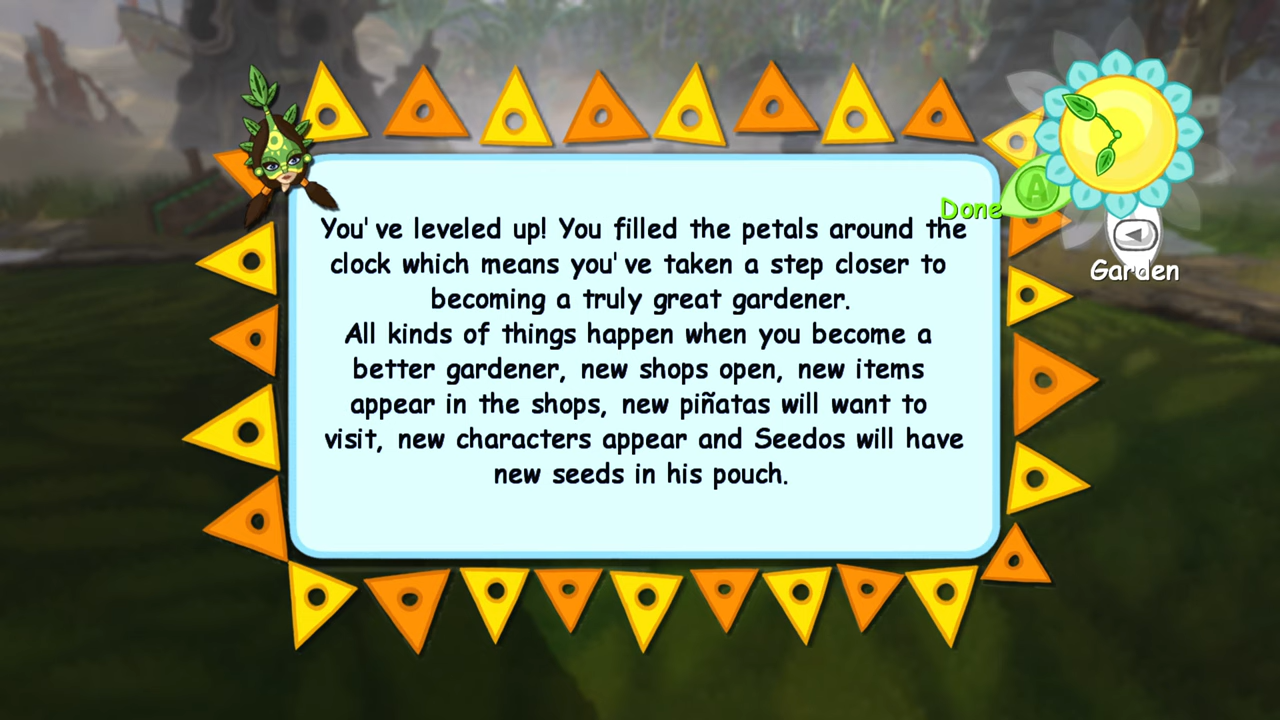 You've leveled up! You filled the petals around the
clock which means you've taken a step closer to
becoming a truly great gardener.
All kinds of things happen when you become a
better gardener, new shops open, new items
appear in the shops, new piñatas will want to
visit, new characters appear and Seedos will have
new seeds in his pouch.
Done
A
Garden